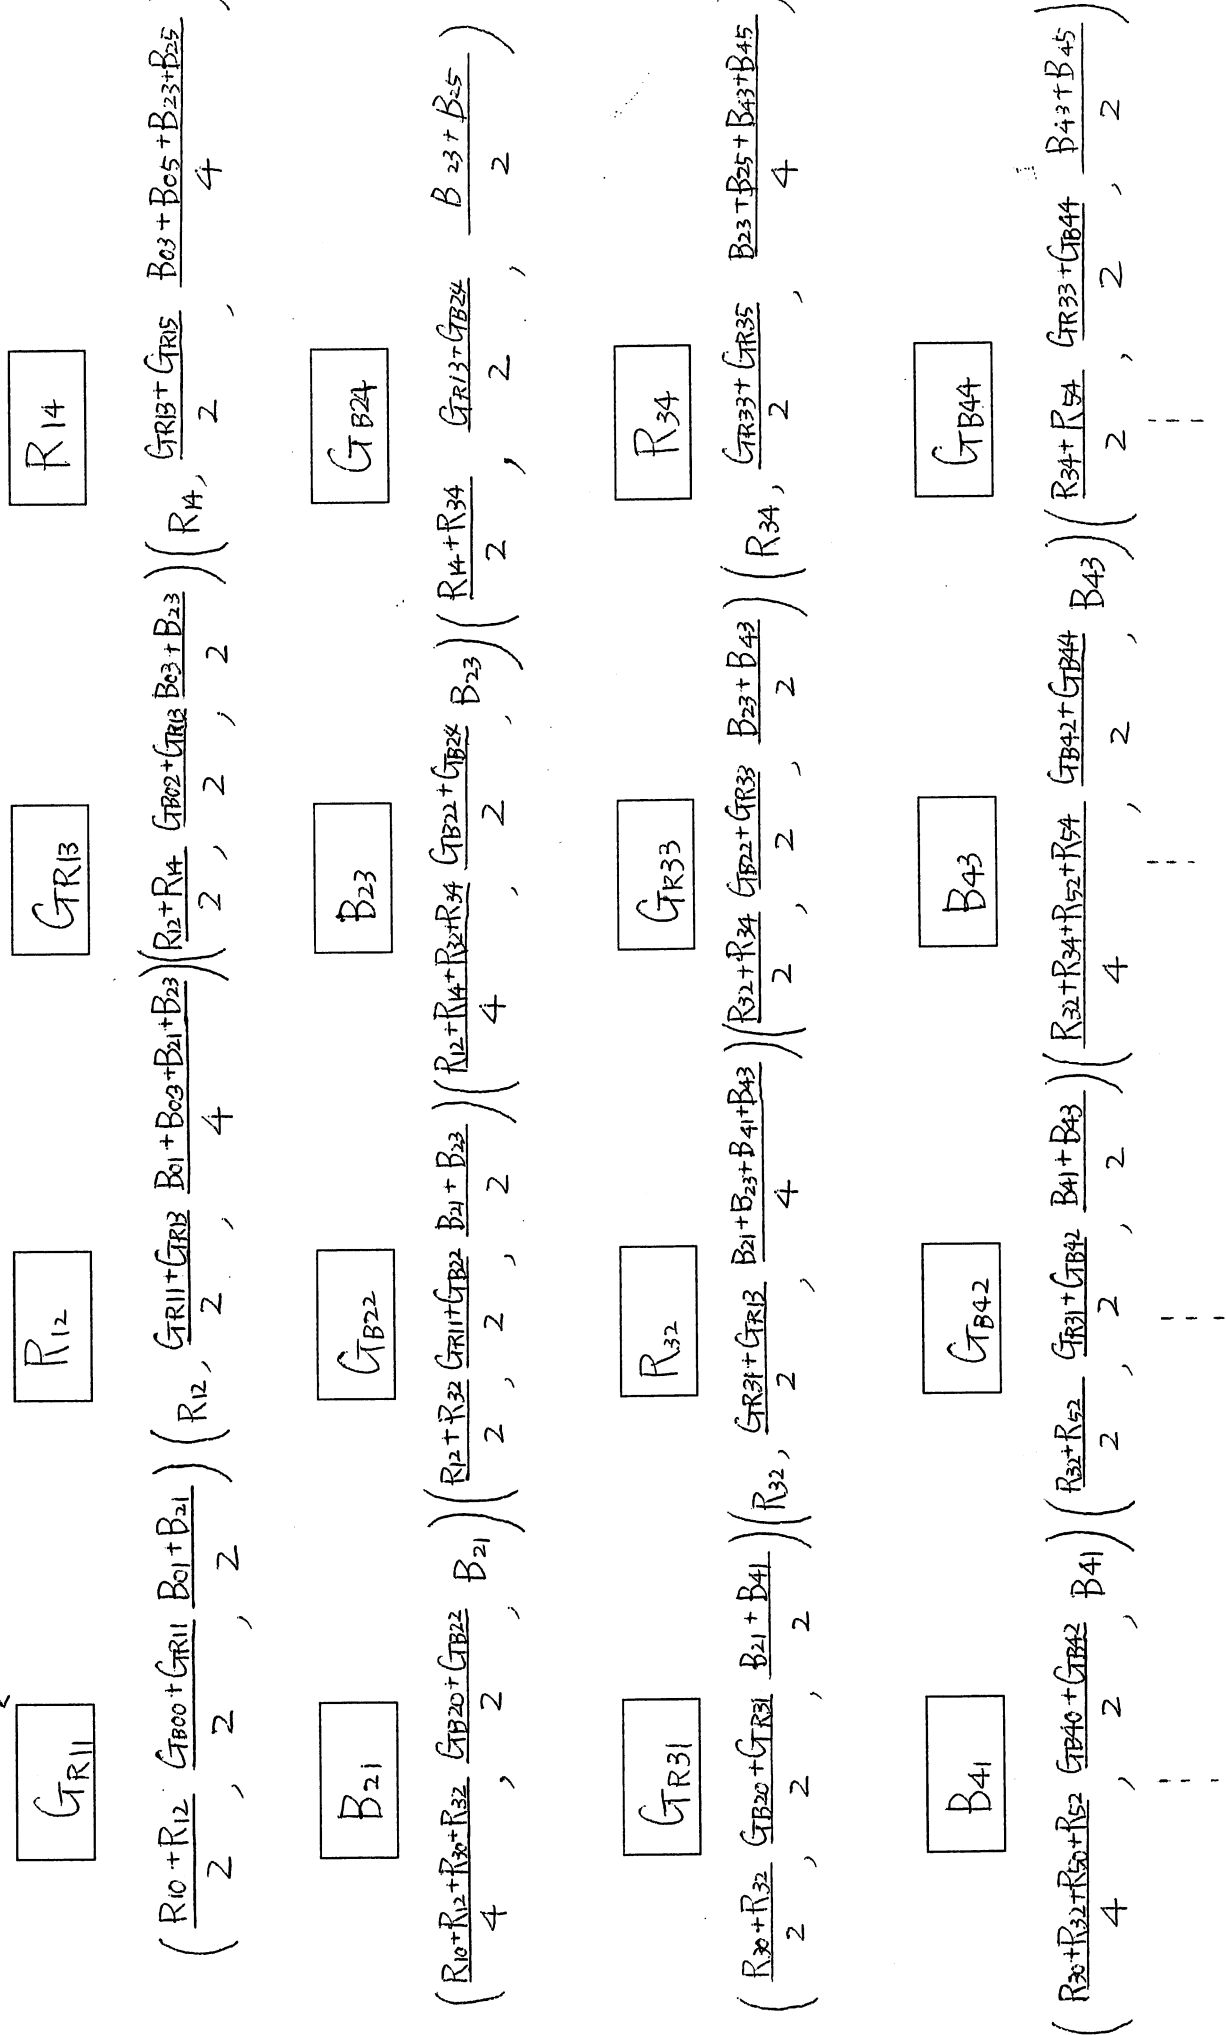 GR11 R12 GR13 R14
((R10+R12)/2, (GB00+GR11)/2, (B01+B21)/2) (R12, (GR11+GR13)/2, (B01+B03+B21+B23)/4) ((R12+R14)/2, (GB02+GR13)/2, (B03+B23)/2) (R14, (GR13+GR15)/2, (B03+B05+B23+B25)/4)
B21 GB22 B23 GB24
((R10+R12+R30+R32)/4, (GB20+GB22)/2, B21) ((R12+R32)/2, (GR11+GB22)/2, (B21+B23)/2) ((R12+R14+R32+R34)/4, (GB22+GB24)/2, B23) ((R14+R34)/2, (GR13+GB24)/2, (B23+B25)/2)
GR31 R32 GR33 R34
((R30+R32)/2, (GB20+GR31)/2, (B21+B41)/2) (R32, (GR31+GR13)/2, (B21+B23+B41+B43)/4) ((R32+R34)/2, (GB22+GR33)/2, (B23+B43)/2) (R34, (GR33+GR35)/2, (B23+B25+B43+B45)/4)
B41 GB42 B43 GB44
((R30+R32+R50+R52)/4, (GB40+GB42)/2, B41) ((R32+R52)/2, (GR31+GB42)/2, (B41+B43)/2) ((R32+R34+R52+R54)/4, (GB42+GB44)/2, B43) ((R34+R54)/2, (GR33+GB44)/2, (B43+B45)/2)